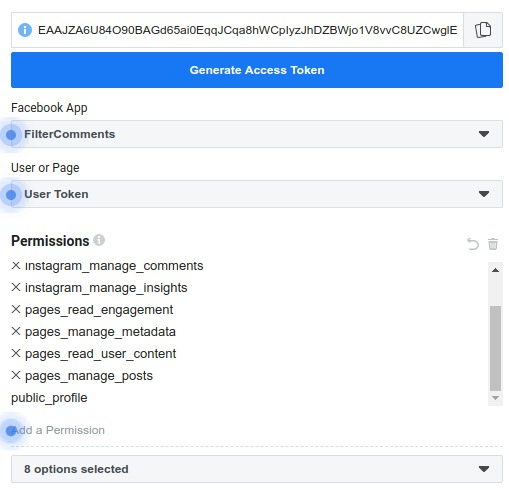 EAAJZA6U84O90BAGd65ai0EqqJCqa8hWCpIyzJhDZBWjo1V8vvC8UZCwglE
Generate Access Token
Facebook App
FilterComments
User or Page
User Token
Permissions
instagram_manage_comments
instagram_manage_insights
pages_read_engagement
pages_manage_metadata
pages_read_user_content
pages_manage_posts
public_profile
Add a Permission
8 options selected